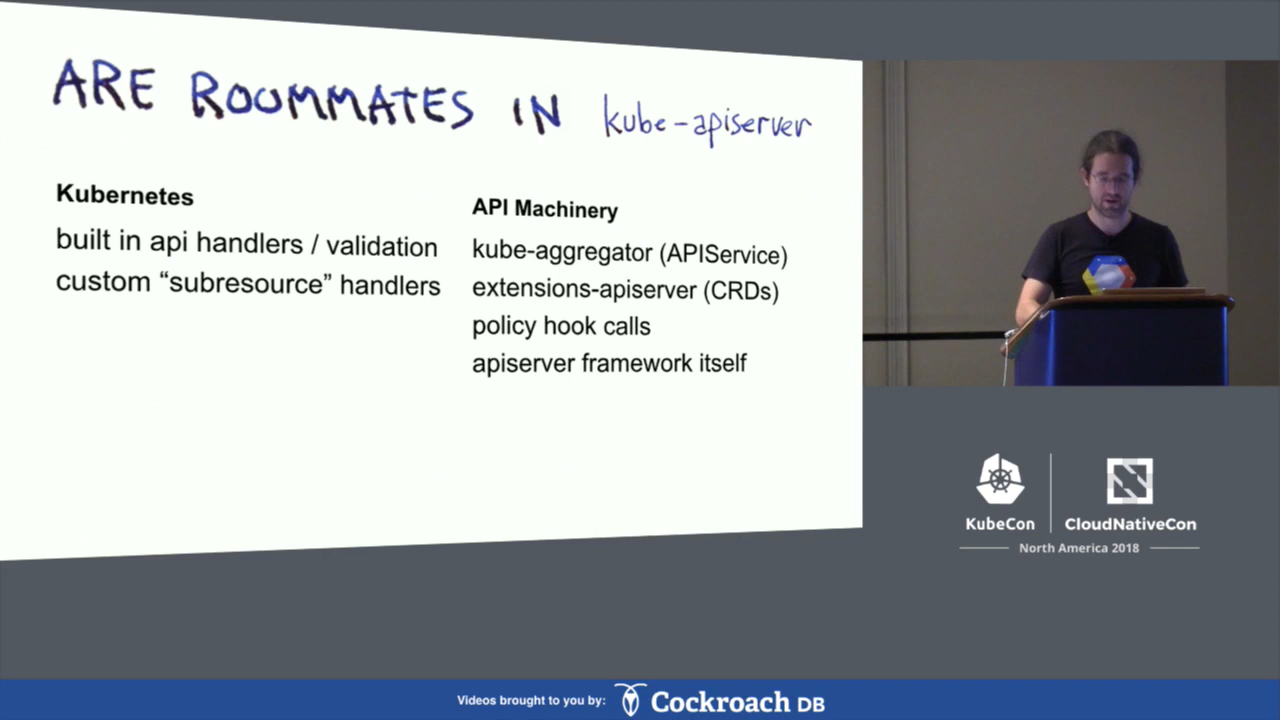 ARE ROOMMATES IN kube-apiserver
Kubernetes
built in api handlers / validation
custom “subresource” handlers
API Machinery
kube-aggregator (APIService)
extensions-apiserver (CRDs)
policy hook calls
apiserver framework itself
KubeCon
CloudNativeCon
North America 2018
Videos brought to you by:
Cockroach DB